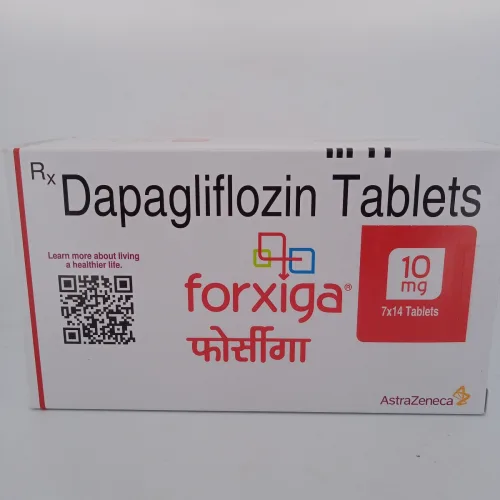 Rx Dapagliflozin Tablets
Learn more about living
a healthier life.
forxiga®
फोर्सीगा
10
mg
7x14 Tablets
AstraZeneca